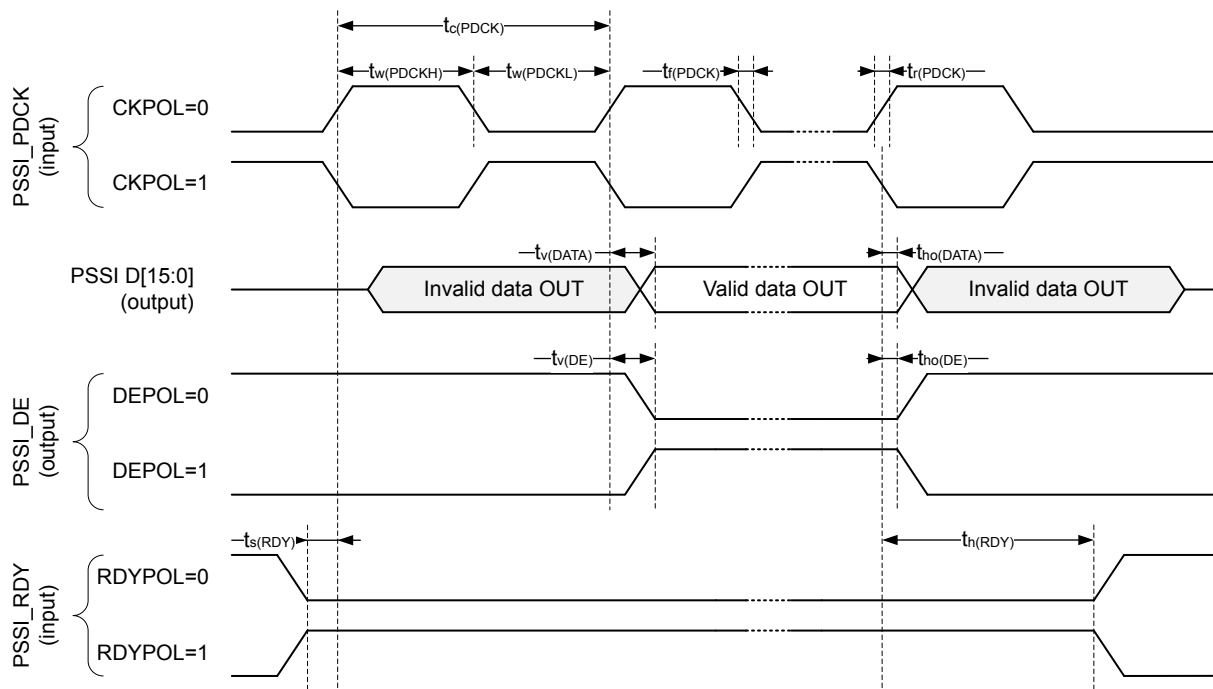 tc(PDCK)
tw(PDCKH)
tw(PDCKL)
tf(PDCK)
tr(PDCK)
PSSI_PDCK
(input)
CKPOL=0
CKPOL=1
tv(DATA)
tho(DATA)
PSSI D[15:0]
(output)
Invalid data OUT
Valid data OUT
Invalid data OUT
tv(DE)
tho(DE)
PSSI_DE
(output)
DEPOL=0
DEPOL=1
ts(RDY)
th(RDY)
PSSI_RDY
(input)
RDYPOL=0
RDYPOL=1